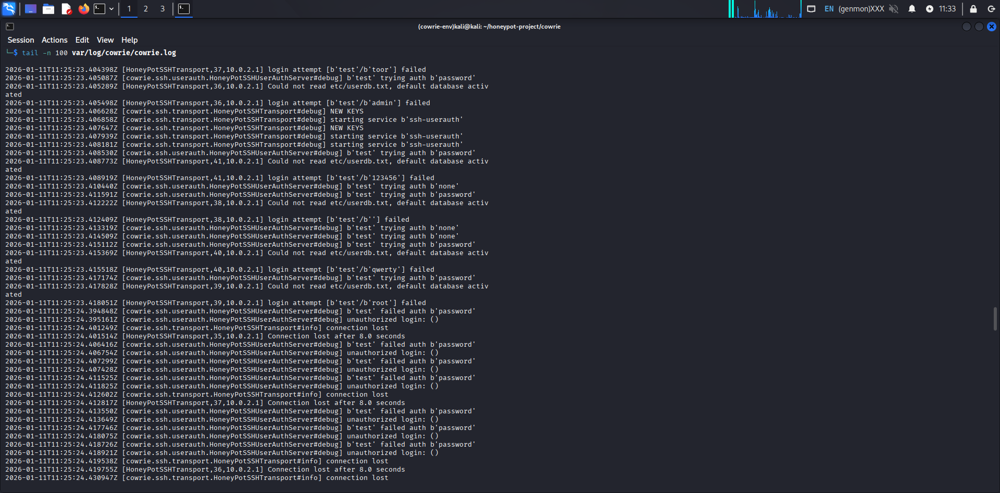 1 2 3 EN (genmon)XXX 11:33
(cowrie-env)kali@kali: ~/honeypot-project/cowrie
Session Actions Edit View Help
└─$ tail -n 100 var/log/cowrie/cowrie.log
2026-01-11T11:25:23.404398Z [HoneyPotSSHTransport,37,10.0.2.1] login attempt [b'test'/b'toor'] failed
2026-01-11T11:25:23.405087Z [cowrie.ssh.userauth.HoneyPotSSHUserAuthServer#debug] b'test' trying auth b'password'
2026-01-11T11:25:23.405289Z [HoneyPotSSHTransport,36,10.0.2.1] Could not read etc/userdb.txt, default database activ
ated
2026-01-11T11:25:23.405498Z [HoneyPotSSHTransport,36,10.0.2.1] login attempt [b'test'/b'admin'] failed
2026-01-11T11:25:23.406628Z [cowrie.ssh.transport.HoneyPotSSHTransport#debug] NEW KEYS
2026-01-11T11:25:23.406858Z [cowrie.ssh.transport.HoneyPotSSHTransport#debug] starting service b'ssh-userauth'
2026-01-11T11:25:23.407647Z [cowrie.ssh.transport.HoneyPotSSHTransport#debug] NEW KEYS
2026-01-11T11:25:23.407939Z [cowrie.ssh.transport.HoneyPotSSHTransport#debug] starting service b'ssh-userauth'
2026-01-11T11:25:23.408181Z [cowrie.ssh.transport.HoneyPotSSHTransport#debug] starting service b'ssh-userauth'
2026-01-11T11:25:23.408530Z [cowrie.ssh.userauth.HoneyPotSSHUserAuthServer#debug] b'test' trying auth b'password'
2026-01-11T11:25:23.408773Z [HoneyPotSSHTransport,41,10.0.2.1] Could not read etc/userdb.txt, default database activ
ated
2026-01-11T11:25:23.408919Z [HoneyPotSSHTransport,41,10.0.2.1] login attempt [b'test'/b'123456'] failed
2026-01-11T11:25:23.410440Z [cowrie.ssh.userauth.HoneyPotSSHUserAuthServer#debug] b'test' trying auth b'none'
2026-01-11T11:25:23.411591Z [cowrie.ssh.userauth.HoneyPotSSHUserAuthServer#debug] b'test' trying auth b'password'
2026-01-11T11:25:23.412222Z [HoneyPotSSHTransport,38,10.0.2.1] Could not read etc/userdb.txt, default database activ
ated
2026-01-11T11:25:23.412409Z [HoneyPotSSHTransport,38,10.0.2.1] login attempt [b'test'/b''] failed
2026-01-11T11:25:23.413319Z [cowrie.ssh.userauth.HoneyPotSSHUserAuthServer#debug] b'test' trying auth b'none'
2026-01-11T11:25:23.414509Z [cowrie.ssh.userauth.HoneyPotSSHUserAuthServer#debug] b'test' trying auth b'none'
2026-01-11T11:25:23.415112Z [cowrie.ssh.userauth.HoneyPotSSHUserAuthServer#debug] b'test' trying auth b'password'
2026-01-11T11:25:23.415369Z [HoneyPotSSHTransport,40,10.0.2.1] Could not read etc/userdb.txt, default database activ
ated
2026-01-11T11:25:23.415518Z [HoneyPotSSHTransport,40,10.0.2.1] login attempt [b'test'/b'qwerty'] failed
2026-01-11T11:25:23.417174Z [cowrie.ssh.userauth.HoneyPotSSHUserAuthServer#debug] b'test' trying auth b'password'
2026-01-11T11:25:23.417828Z [HoneyPotSSHTransport,39,10.0.2.1] Could not read etc/userdb.txt, default database activ
ated
2026-01-11T11:25:23.418051Z [HoneyPotSSHTransport,39,10.0.2.1] login attempt [b'test'/b'root'] failed
2026-01-11T11:25:24.394848Z [cowrie.ssh.userauth.HoneyPotSSHUserAuthServer#debug] b'test' failed auth b'password'
2026-01-11T11:25:24.395161Z [cowrie.ssh.userauth.HoneyPotSSHUserAuthServer#debug] unauthorized login: ()
2026-01-11T11:25:24.401249Z [cowrie.ssh.transport.HoneyPotSSHTransport#info] connection lost
2026-01-11T11:25:24.401514Z [HoneyPotSSHTransport,35,10.0.2.1] Connection lost after 8.0 seconds
2026-01-11T11:25:24.406416Z [cowrie.ssh.userauth.HoneyPotSSHUserAuthServer#debug] b'test' failed auth b'password'
2026-01-11T11:25:24.406754Z [cowrie.ssh.userauth.HoneyPotSSHUserAuthServer#debug] unauthorized login: ()
2026-01-11T11:25:24.407299Z [cowrie.ssh.userauth.HoneyPotSSHUserAuthServer#debug] b'test' failed auth b'password'
2026-01-11T11:25:24.407428Z [cowrie.ssh.userauth.HoneyPotSSHUserAuthServer#debug] unauthorized login: ()
2026-01-11T11:25:24.411525Z [cowrie.ssh.userauth.HoneyPotSSHUserAuthServer#debug] b'test' failed auth b'password'
2026-01-11T11:25:24.411825Z [cowrie.ssh.userauth.HoneyPotSSHUserAuthServer#debug] unauthorized login: ()
2026-01-11T11:25:24.412602Z [cowrie.ssh.transport.HoneyPotSSHTransport#info] connection lost
2026-01-11T11:25:24.412817Z [HoneyPotSSHTransport,37,10.0.2.1] Connection lost after 8.0 seconds
2026-01-11T11:25:24.413550Z [cowrie.ssh.userauth.HoneyPotSSHUserAuthServer#debug] b'test' failed auth b'password'
2026-01-11T11:25:24.413649Z [cowrie.ssh.userauth.HoneyPotSSHUserAuthServer#debug] unauthorized login: ()
2026-01-11T11:25:24.417746Z [cowrie.ssh.userauth.HoneyPotSSHUserAuthServer#debug] b'test' failed auth b'password'
2026-01-11T11:25:24.418075Z [cowrie.ssh.userauth.HoneyPotSSHUserAuthServer#debug] unauthorized login: ()
2026-01-11T11:25:24.418726Z [cowrie.ssh.userauth.HoneyPotSSHUserAuthServer#debug] b'test' failed auth b'password'
2026-01-11T11:25:24.418921Z [cowrie.ssh.userauth.HoneyPotSSHUserAuthServer#debug] unauthorized login: ()
2026-01-11T11:25:24.419538Z [cowrie.ssh.transport.HoneyPotSSHTransport#info] connection lost
2026-01-11T11:25:24.419755Z [HoneyPotSSHTransport,36,10.0.2.1] Connection lost after 8.0 seconds
2026-01-11T11:25:24.430947Z [cowrie.ssh.transport.HoneyPotSSHTransport#info] connection lost